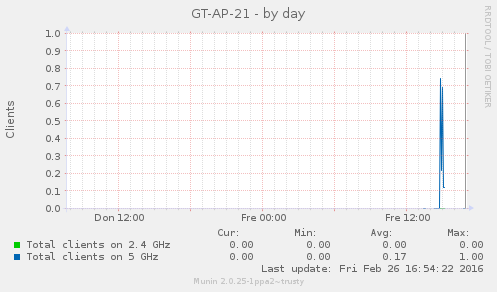 GT-AP-21 - by day
RRDTOOL / TOBI OETIKER
Clients
1.0
0.9
0.8
0.7
0.6
0.5
0.4
0.3
0.2
0.1
0.0
Don 12:00 Fre 00:00 Fre 12:00
Cur: Min: Avg: Max:
Total clients on 2.4 GHz 0.00 0.00 0.00 0.00
Total clients on 5 GHz 0.00 0.00 0.17 1.00
Last update: Fri Feb 26 16:54:22 2016
Munin 2.0.25-1ppa2~trusty